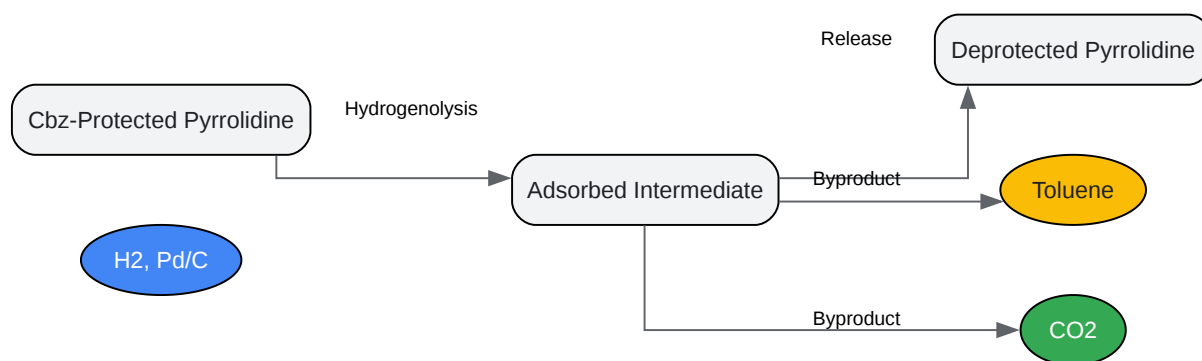 Release
Deprotected Pyrrolidine
Cbz-Protected Pyrrolidine
Hydrogenolysis
Adsorbed Intermediate
Byproduct
Toluene
H2, Pd/C
Byproduct
CO2